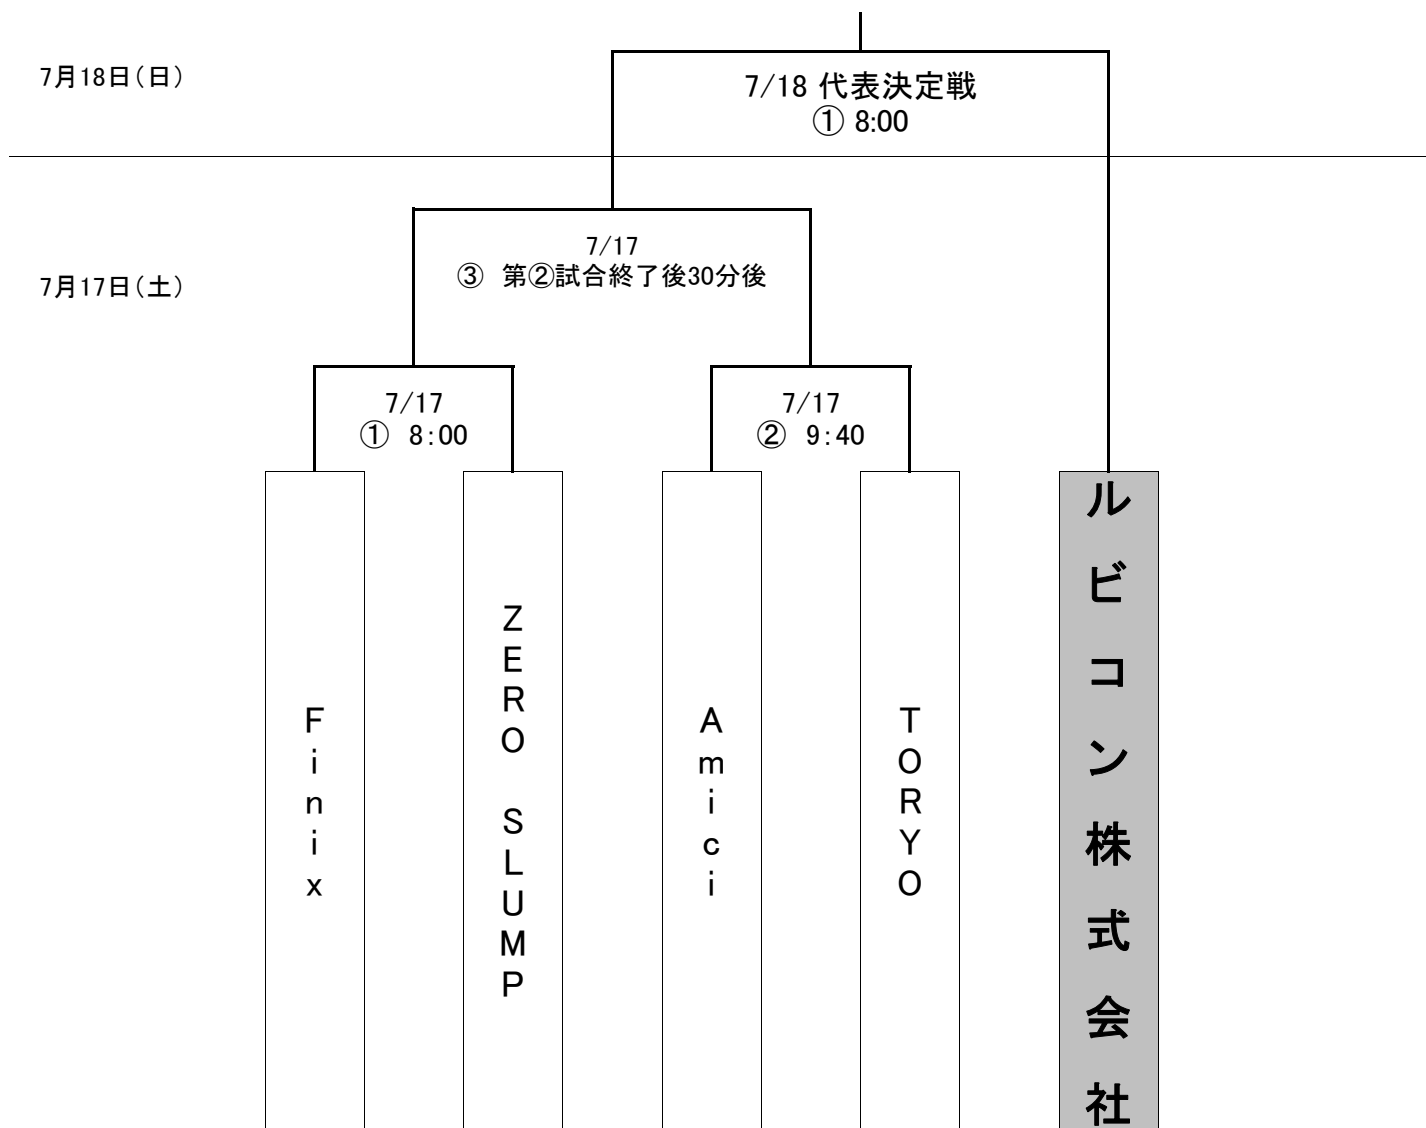 7月18日(日)
7/18 代表決定戦
① 8:00
7/17
③ 第②試合終了後30分後
7月17日(土)
7/17
① 8:00
7/17
② 9:40
Finix
ZERO SLUMP
Amici
TORYO
ルビコン株式会社